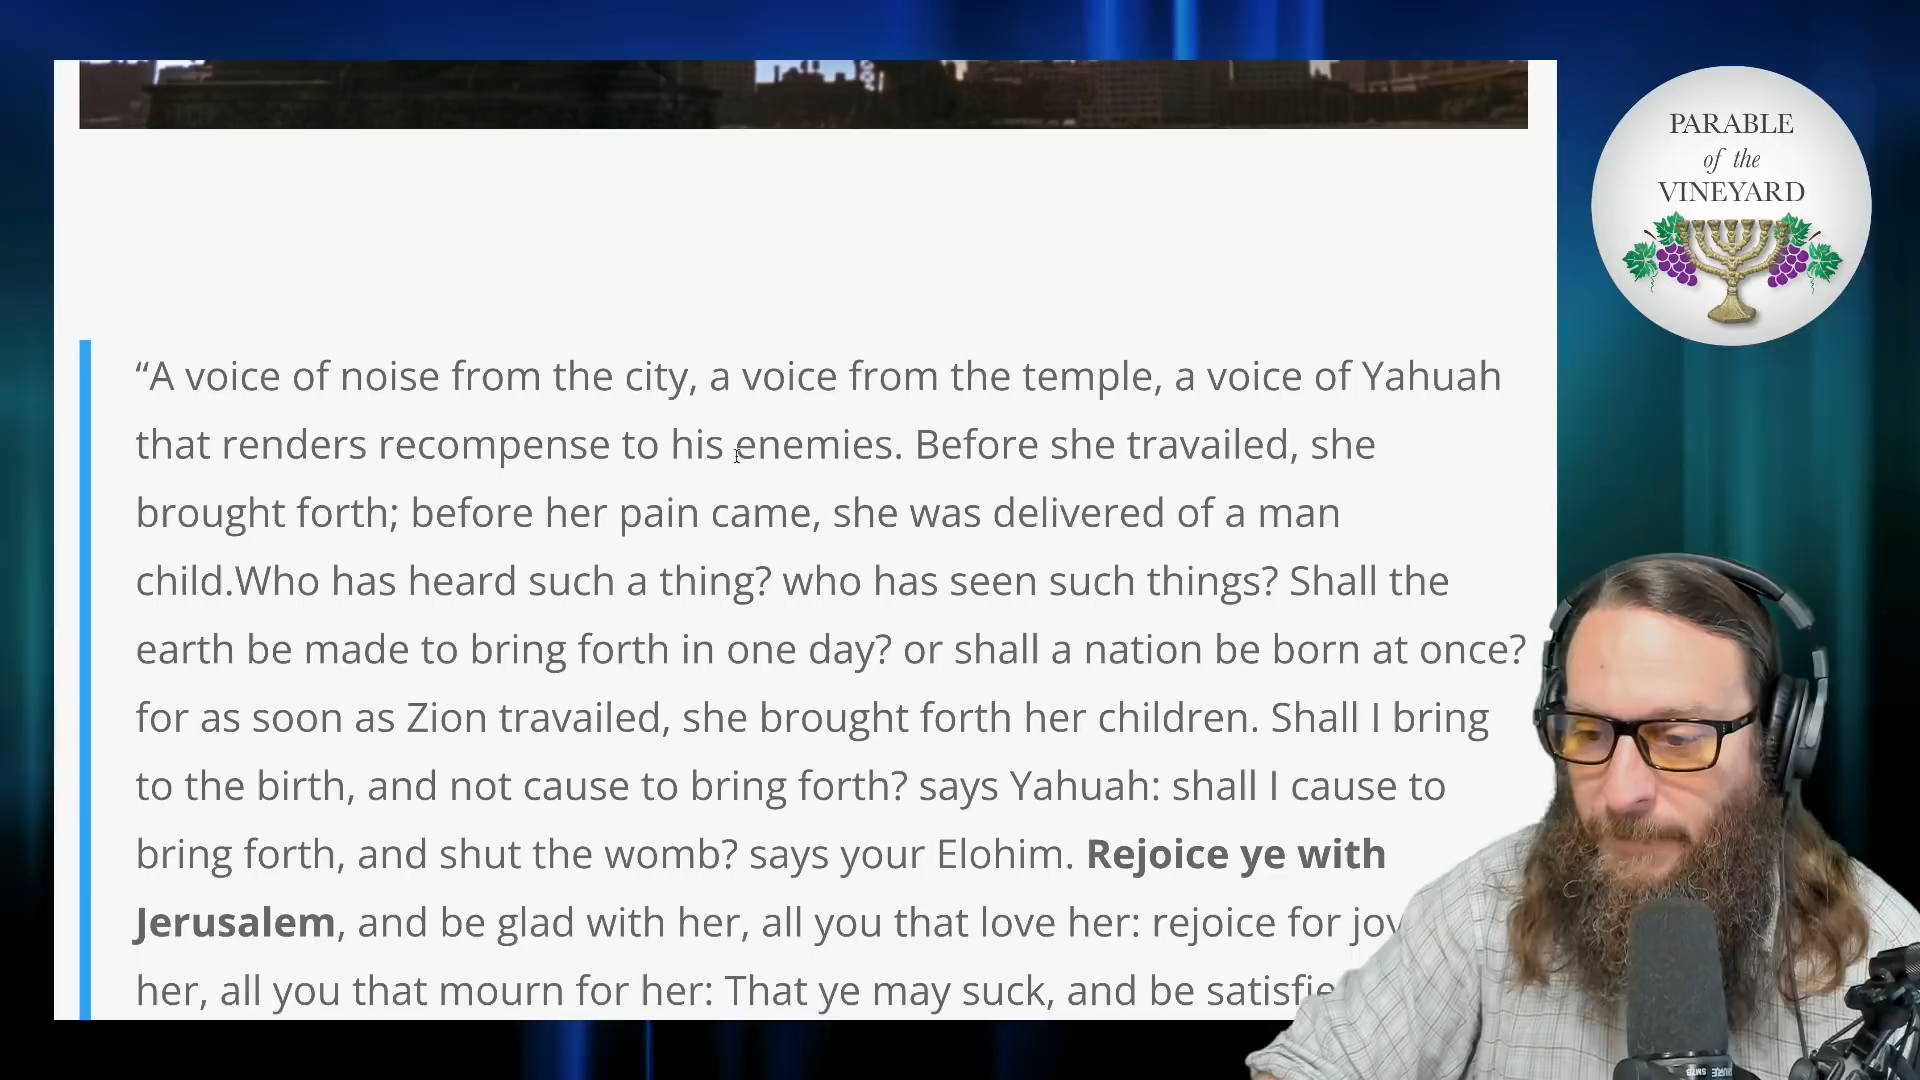 PARABLE
of the
VINEYARD
“A voice of noise from the city, a voice from the temple, a voice of Yahuah
that renders recompense to his enemies. Before she travailed, she
brought forth; before her pain came, she was delivered of a man
child.Who has heard such a thing? who has seen such things? Shall the
earth be made to bring forth in one day? or shall a nation be born at once?
for as soon as Zion travailed, she brought forth her children. Shall I bring
to the birth, and not cause to bring forth? says Yahuah: shall I cause to
bring forth, and shut the womb? says your Elohim. Rejoice ye with
Jerusalem, and be glad with her, all you that love her: rejoice for
her, all you that mourn for her: That ye may suck, and be
SHURE SM7B